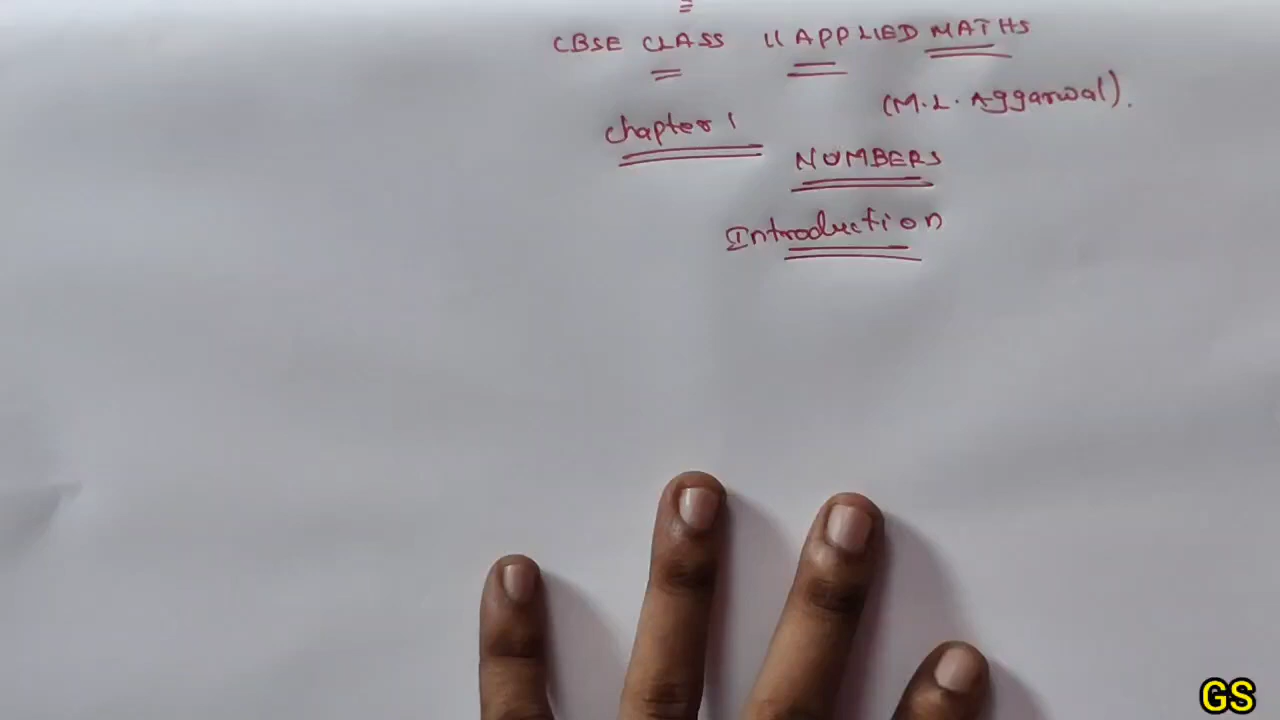 CBSE CLASS 11 APPLIED MATHS
(M.L. Aggarwal).
Chapter 1
NUMBERS
Introduction
GS